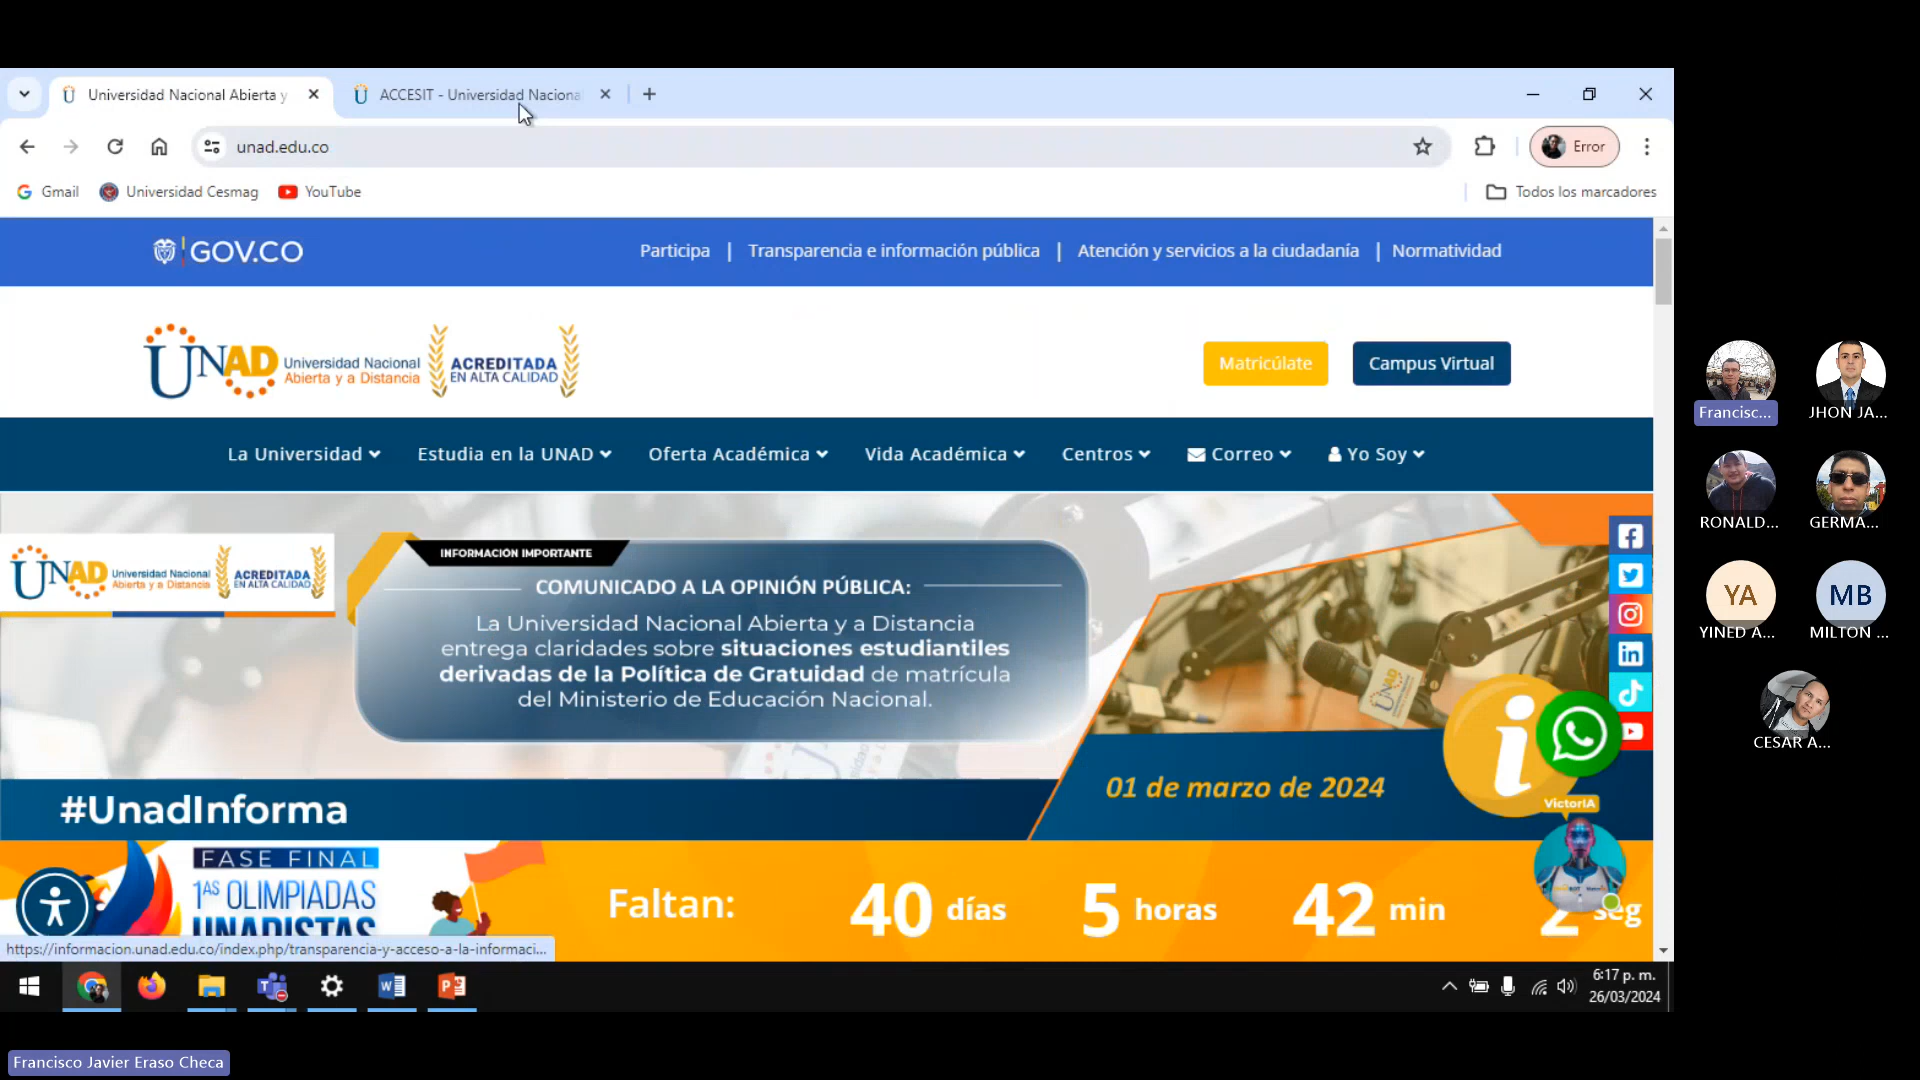 Universidad Nacional Abierta y
ACCESIT - Universidad Naciona
unad.edu.co
Error
Gmail
Universidad Cesmag
YouTube
Todos los marcadores
GOV.CO
Participa | Transparencia e información pública | Atención y servicios a la ciudadanía | Normatividad
UNAD
Universidad Nacional
Abierta y a Distancia
ACREDITADA
EN ALTA CALIDAD
Matricúlate
Campus Virtual
La Universidad
Estudia en la UNAD
Oferta Académica
Vida Académica
Centros
Correo
Yo Soy
UNAD
Universidad Nacional
Abierta y a Distancia
ACREDITADA
EN ALTA CALIDAD
INFORMACIÓN IMPORTANTE
COMUNICADO A LA OPINIÓN PÚBLICA:
La Universidad Nacional Abierta y a Distancia
entrega claridades sobre situaciones estudiantiles
derivadas de la Política de Gratuidad de matrícula
del Ministerio de Educación Nacional.
UNAD
#UnadInforma
01 de marzo de 2024
i
VictorIA
FASE FINAL
1AS OLIMPIADAS
UNADISTAS
Faltan:
40 días
5 horas
42 min
2 seg
https://informacion.unad.edu.co/index.php/transparencia-y-acceso-a-la-informaci...
6:17 p. m.
26/03/2024
Francisc...
JHON JA...
RONALD...
GERMA...
YA
YINED A...
MB
MILTON ...
CESAR A...
Francisco Javier Eraso Checa